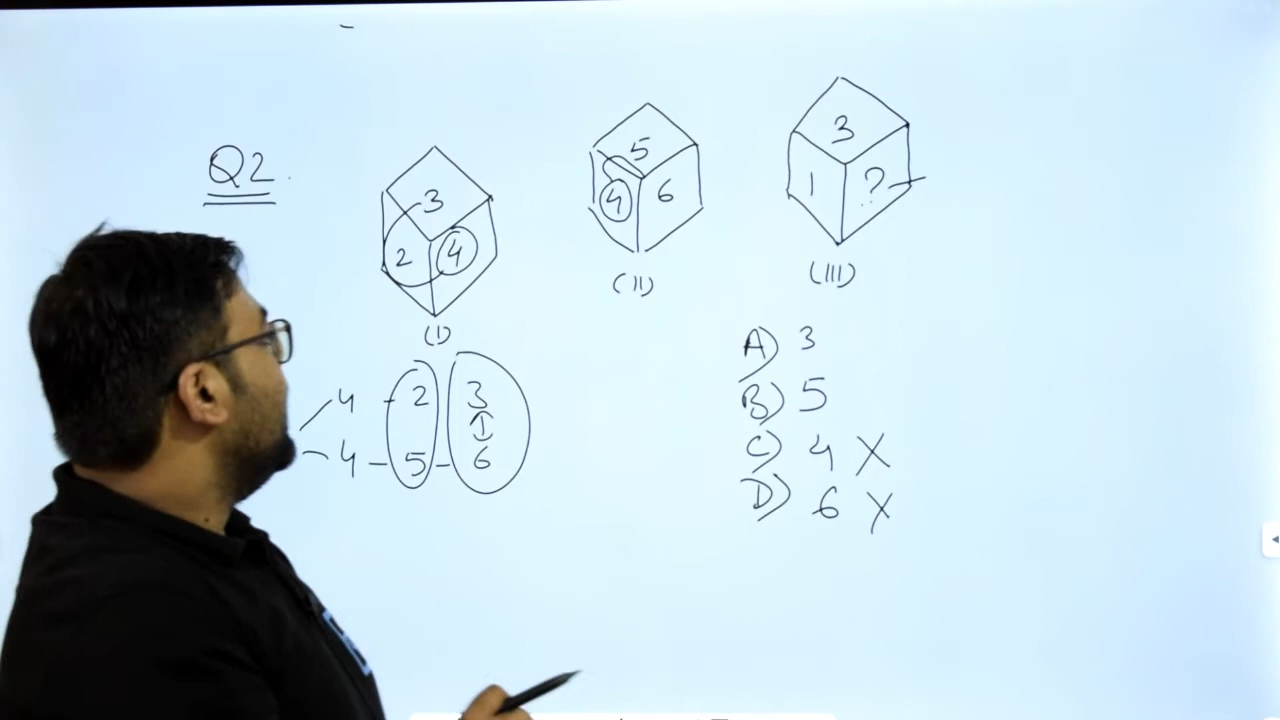 Q2
3
2 4
(I)
5
4 6
(II)
3
1 ?
(III)
4 - 2 3
4 - 5 - 6
A) 3
B) 5
C) 4 X
D) 6 X